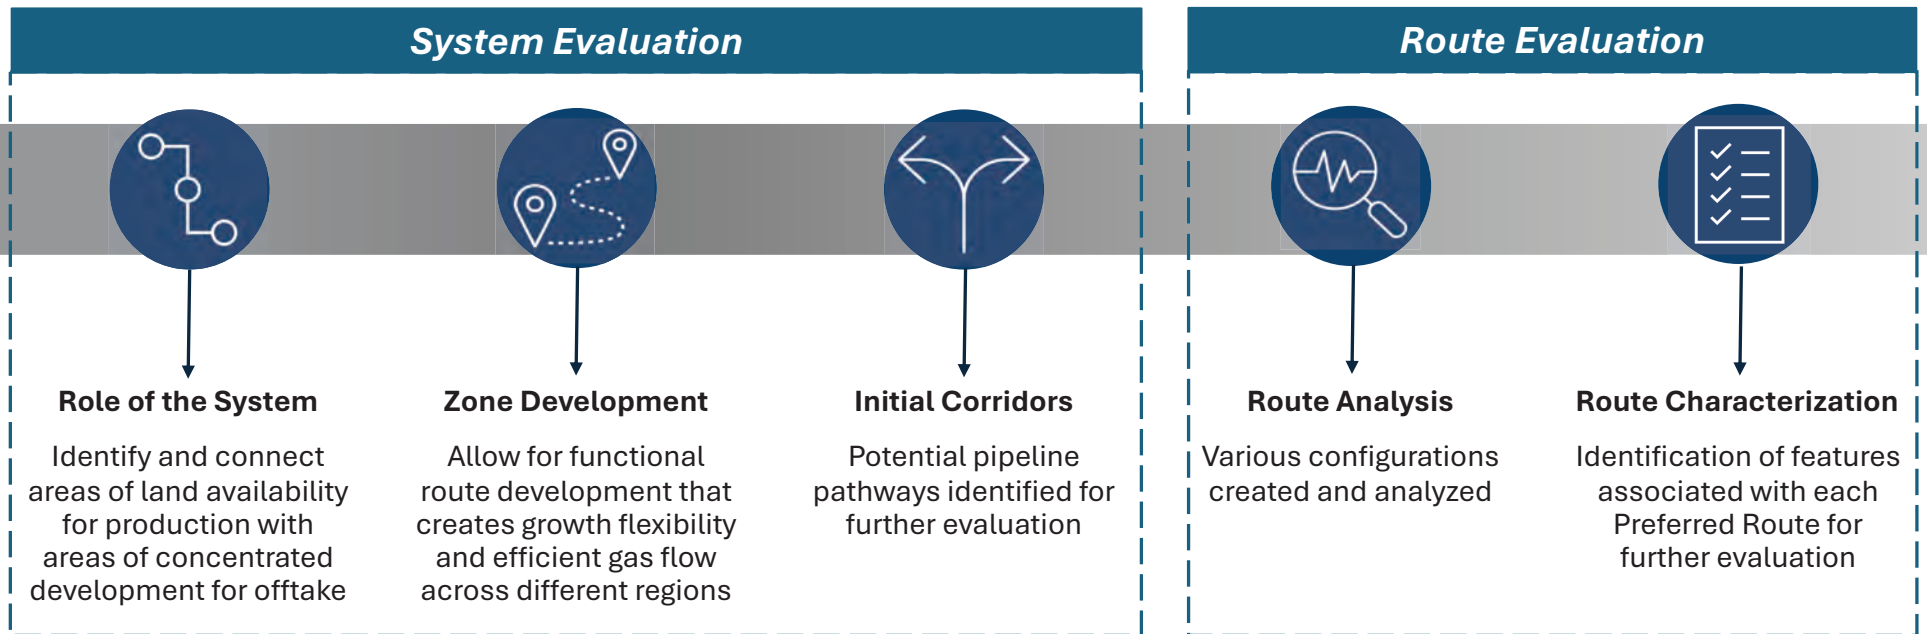 System Evaluation
Route Evaluation
Role of the System
Identify and connect
areas of land availability
for production with
areas of concentrated
development for offtake
Zone Development
Allow for functional
route development that
creates growth flexibility
and efficient gas flow
across different regions
Initial Corridors
Potential pipeline
pathways identified for
further evaluation
Route Analysis
Various configurations
created and analyzed
Route Characterization
Identification of features
associated with each
Preferred Route for
further evaluation